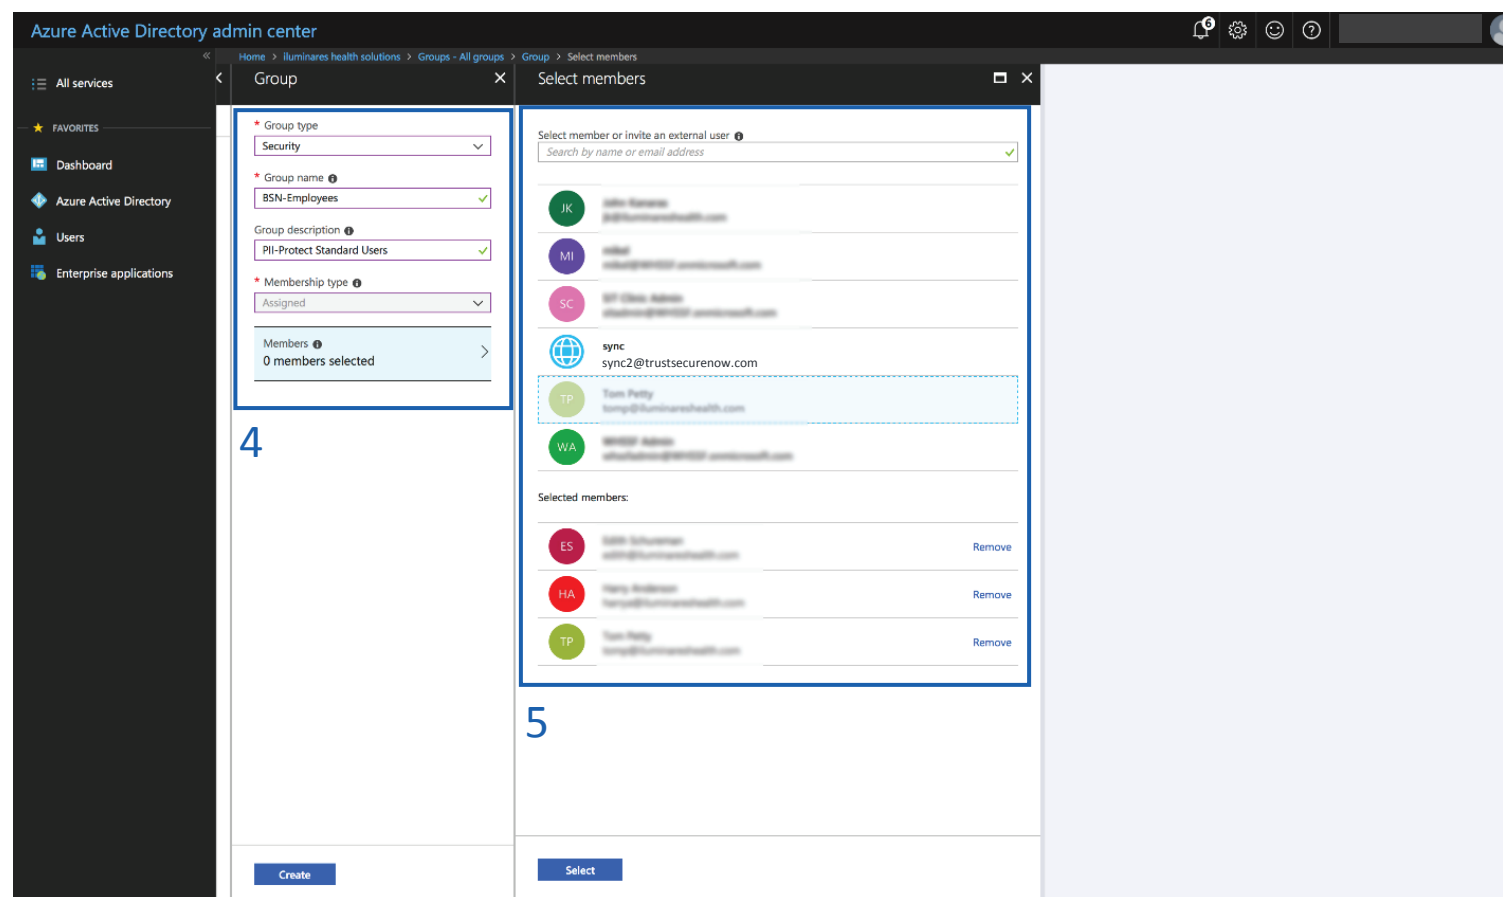 Azure Active Directory admin center
6
Home > iluminares health solutions > Groups - All groups > Group > Select members
All services
FAVORITES
Dashboard
Azure Active Directory
Users
Enterprise applications
Group
* Group type
Security
* Group name
BSN-Employees
Group description
PII-Protect Standard Users
* Membership type
Assigned
Members
0 members selected
4
Create
Select members
Select member or invite an external user
Search by name or email address
JK
MI
SC
sync
sync2@trustsecurenow.com
TP
Tom Petty
WA
Selected members:
ES
Remove
HA
Remove
TP
Remove
5
Select